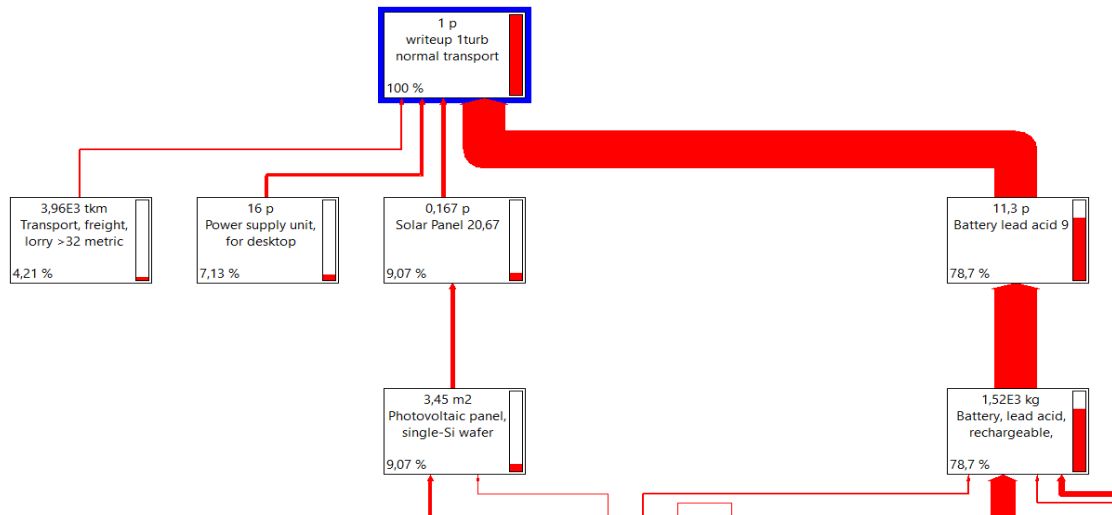 1 p
writeup 1turb
normal transport
100 %
3,96E3 tkm
Transport, freight,
lorry >32 metric
4,21 %
16 p
Power supply unit,
for desktop
7,13 %
0,167 p
Solar Panel 20,67
9,07 %
11,3 p
Battery lead acid 9
78,7 %
3,45 m2
Photovoltaic panel,
single-Si wafer
9,07 %
1,52E3 kg
Battery, lead acid,
rechargeable,
78,7 %